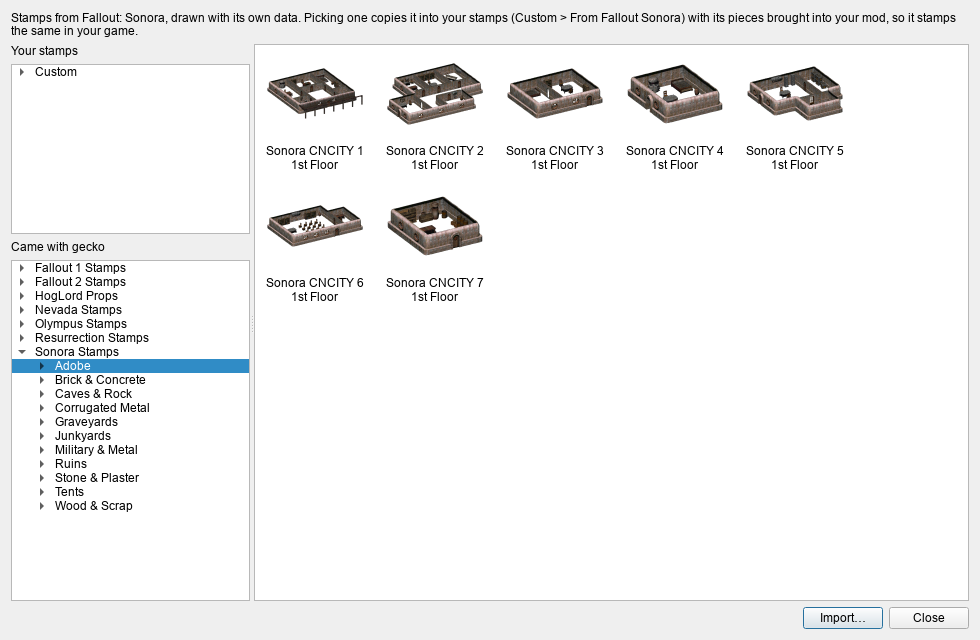 Stamps from Fallout: Sonora, drawn with its own data. Picking one copies it into your stamps (Custom > From Fallout Sonora) with its pieces brought into your mod, so it stamps
the same in your game.
Your stamps
Custom
Came with gecko
Fallout 1 Stamps
Fallout 2 Stamps
HogLord Props
Nevada Stamps
Olympus Stamps
Resurrection Stamps
Sonora Stamps
Adobe
Brick & Concrete
Caves & Rock
Corrugated Metal
Graveyards
Junkyards
Military & Metal
Ruins
Stone & Plaster
Tents
Wood & Scrap
Sonora CNCITY 1
1st Floor
Sonora CNCITY 2
1st Floor
Sonora CNCITY 3
1st Floor
Sonora CNCITY 4
1st Floor
Sonora CNCITY 5
1st Floor
Sonora CNCITY 6
1st Floor
Sonora CNCITY 7
1st Floor
Import…
Close